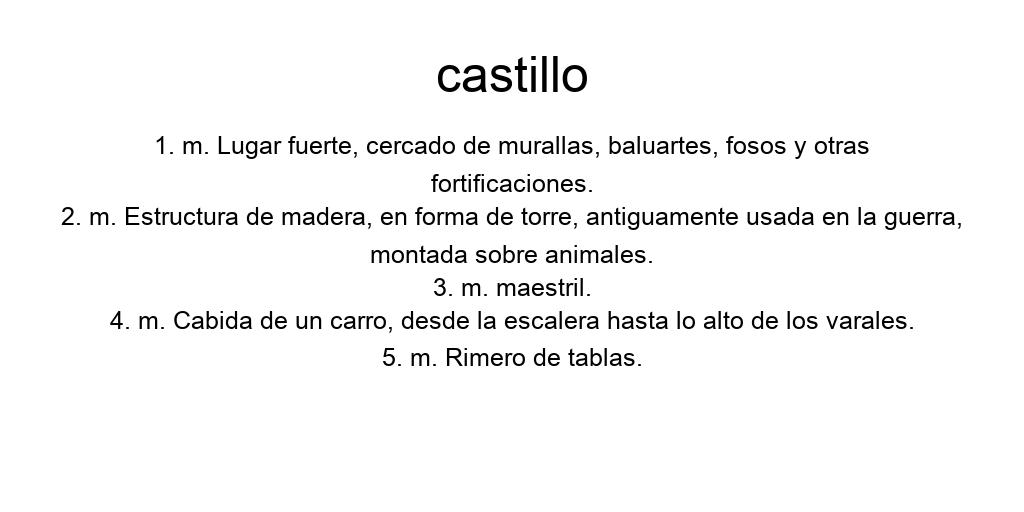 castillo
1. m. Lugar fuerte, cercado de murallas, baluartes, fosos y otras
fortificaciones.
2. m. Estructura de madera, en forma de torre, antiguamente usada en la guerra,
montada sobre animales.
3. m. maestril.
4. m. Cabida de un carro, desde la escalera hasta lo alto de los varales.
5. m. Rimero de tablas.